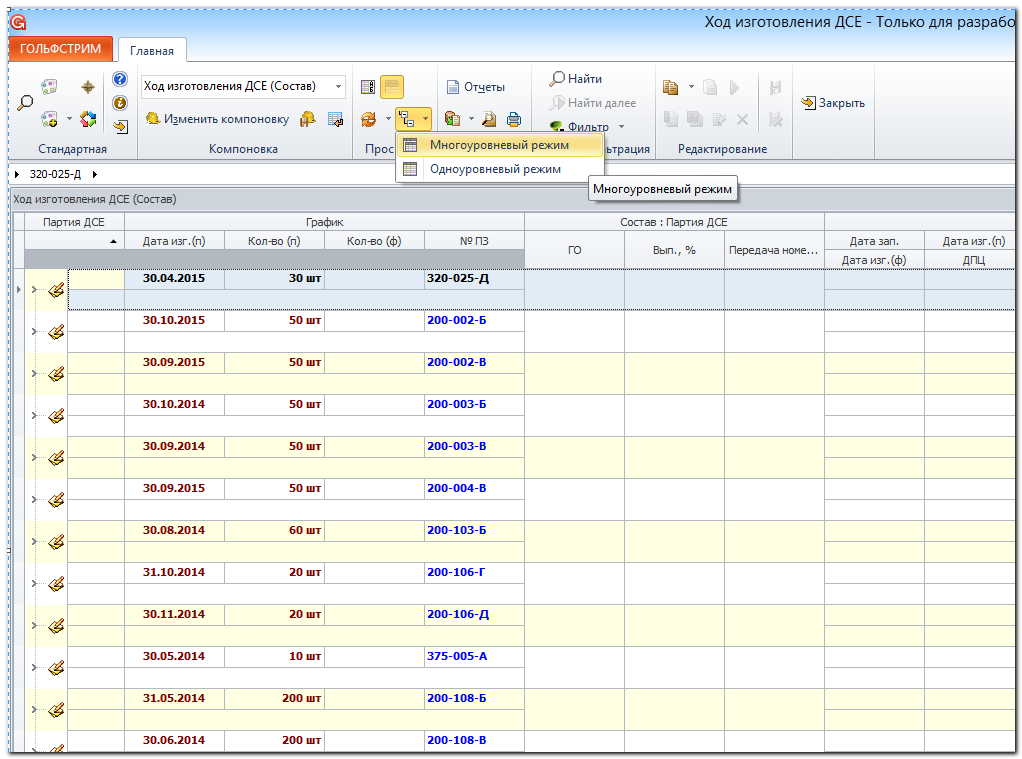 Ход изготовления ДСЕ - Только для разрабо
ГОЛЬФСТРИМ
Главная
Ход изготовления ДСЕ (Состав)
Изменить компоновку
Отчеты
Найти
Найти далее
Фильтр
Закрыть
Стандартная
Компоновка
Прос
ьтрация
Редактирование
Многоуровневый режим
Одноуровневый режим
Многоуровневый режим
320-025-Д
Ход изготовления ДСЕ (Состав)
Партия ДСЕ График Состав : Партия ДСЕ
Дата изг.(п) Кол-во (п) Кол-во (ф) № ПЗ ГО Вып., % Передача номе... Дата зап. Дата изг.(п)
Дата изг.(ф) ДПЦ
30.04.2015 30 шт 320-025-Д
30.10.2015 50 шт 200-002-Б
30.09.2015 50 шт 200-002-В
30.10.2014 50 шт 200-003-Б
30.09.2014 50 шт 200-003-В
30.09.2015 50 шт 200-004-В
30.08.2014 60 шт 200-103-Б
31.10.2014 20 шт 200-106-Г
30.11.2014 20 шт 200-106-Д
30.05.2014 10 шт 375-005-А
31.05.2014 200 шт 200-108-Б
30.06.2014 200 шт 200-108-В